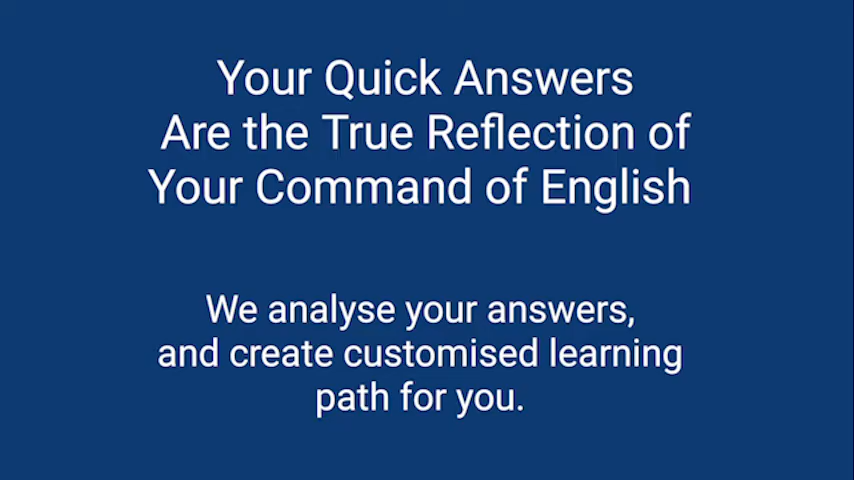 Your Quick Answers
Are the True Reflection of
Your Command of English
We analyse your answers,
and create customised learning
path for you.